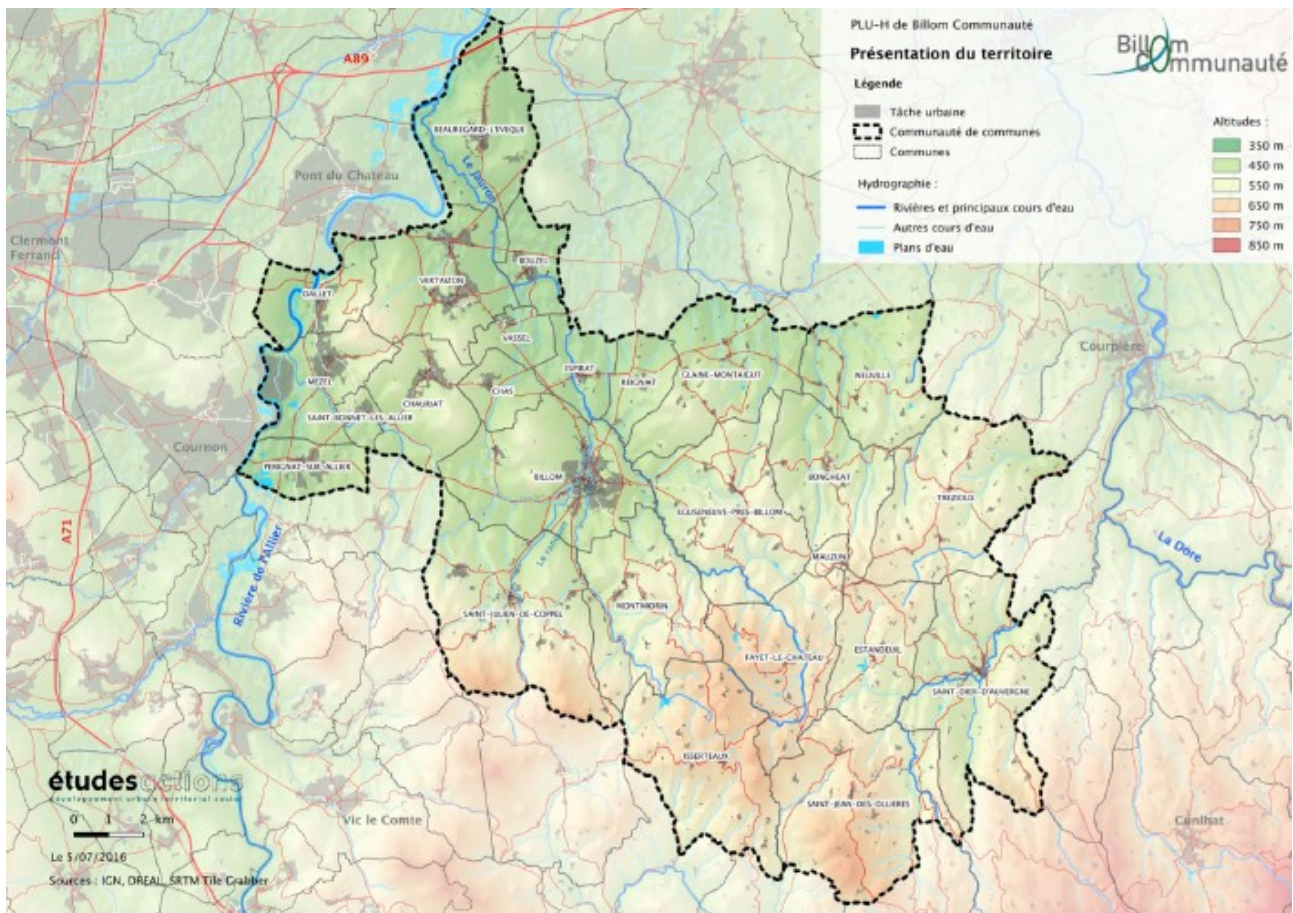 PLU-H de Billom Communauté
Présentation du territoire
Billom
Communauté
Légende
Tâche urbaine
Communauté de communes
Communes
Hydrographie :
Rivières et principaux cours d'eau
Autres cours d'eau
Plans d'eau
Altitudes :
350 m
450 m
550 m
650 m
750 m
850 m
A89
BEAUREGARD-L'EVEQUE
Le Jauron
Pont du Chateau
Clermont
Ferrand
VERTAIZON
BOUZEL
DALLET
VASSEL
Courpière
ESPIRAT
REIGNAT
GLAINE-MONTAIGUT
NEUVILLE
MEZEL
CHAS
CHAURIAT
SAINT-BONNET-LES-ALLIER
Cournon
PERIGNAT-SUR-ALLIER
BILLOM
BONGHEAT
TREZIOUX
EGLISENEUVE-PRES-BILLOM
A71
La Dore
MAUZUN
Rivière de l'Allier
SAINT-JULIEN-DE-COPPEL
MONTMORIN
FAYET-LE-CHATEAU
ESTANDEUIL
SAINT-DIER-D'AUVERGNE
ISSERTEAUX
SAINT-JEAN-DES-OLLIERES
études actions
développement urbain territorial social
0 1 2 km
Vic le Comte
Cunlhat
Le 5/07/2016
Sources : IGN, DREAL, SRTM Tile Grabber